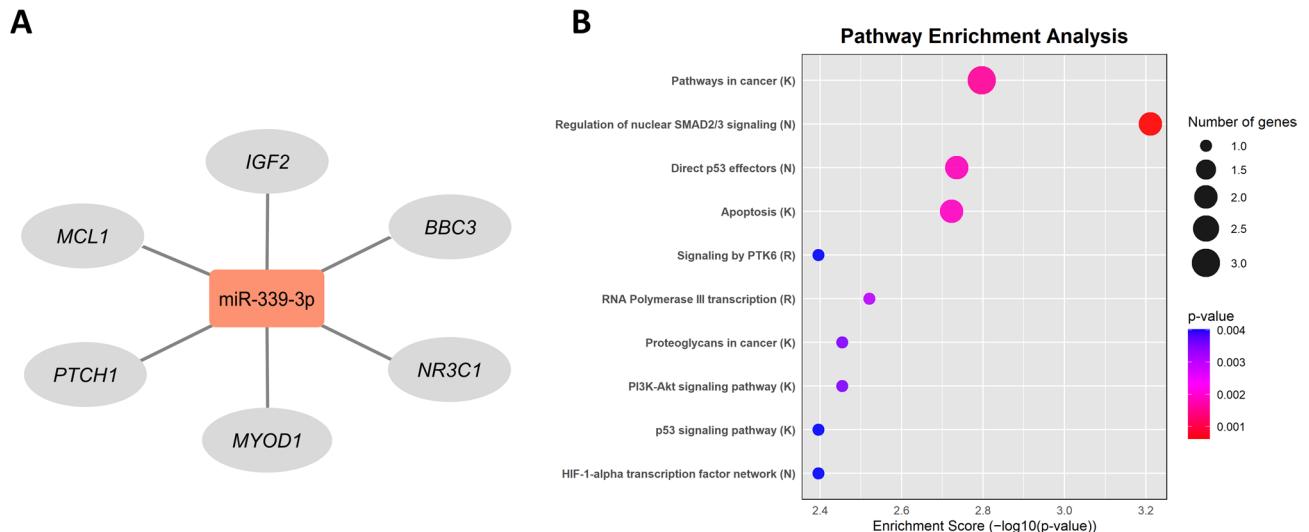 A
IGF2
MCL1
BBC3
miR-339-3p
PTCH1
NR3C1
MYOD1
B
Pathway Enrichment Analysis
Pathways in cancer (K)
Regulation of nuclear SMAD2/3 signaling (N)
Direct p53 effectors (N)
Apoptosis (K)
Signaling by PTK6 (R)
RNA Polymerase III transcription (R)
Proteoglycans in cancer (K)
PI3K-Akt signaling pathway (K)
p53 signaling pathway (K)
HIF-1-alpha transcription factor network (N)
2.4 2.6 2.8 3.0 3.2
Enrichment Score (−log10(p-value))
Number of genes
1.0
1.5
2.0
2.5
3.0
p-value
0.004
0.003
0.002
0.001